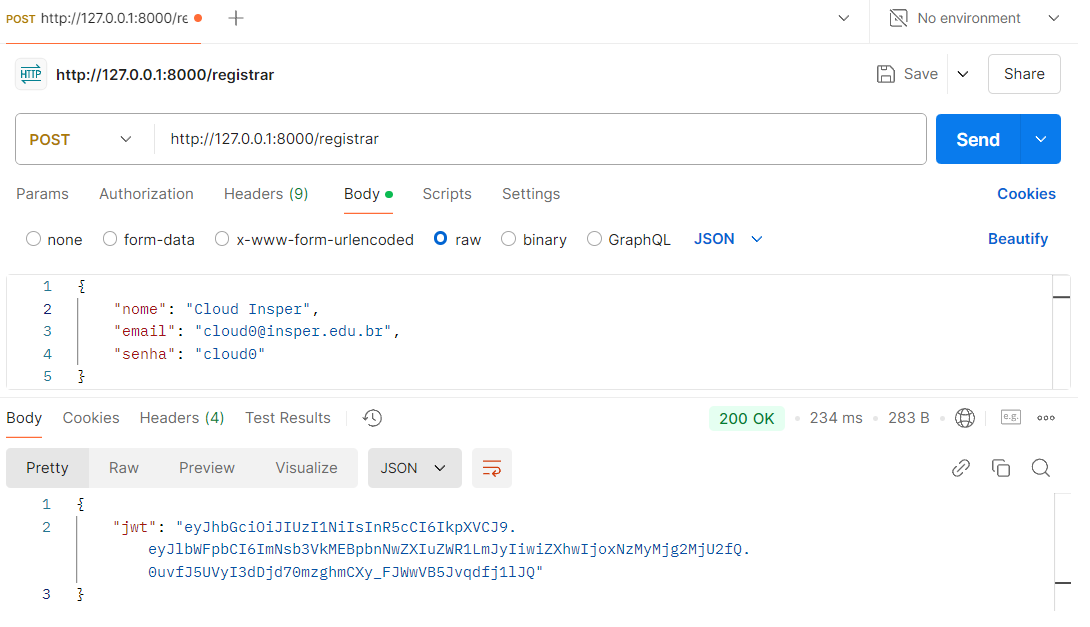 POST http://127.0.0.1:8000/re
No environment
HTTP http://127.0.0.1:8000/registrar
Save
Share
POST
http://127.0.0.1:8000/registrar
Send
Params Authorization Headers (9) Body Scripts Settings Cookies
none form-data x-www-form-urlencoded raw binary GraphQL JSON Beautify
1 {
2 "nome": "Cloud Insper",
3 "email": "cloud0@insper.edu.br",
4 "senha": "cloud0"
5 }
Body Cookies Headers (4) Test Results 200 OK 234 ms 283 B e.g.
Pretty Raw Preview Visualize JSON
1 {
2 "jwt": "eyJhbGciOiJIUzI1NiIsInR5cCI6IkpXVCJ9.
eyJlbWFpbCI6ImNsb3VkMEBpbnNwZXIuZWR1LmJyIiwiZXhwIjoxNzMyMjg2MjU2fQ.
0uvfJ5UVyI3dDjd70mzghmCXy_FJWwVB5Jvqdfj1lJQ"
3 }